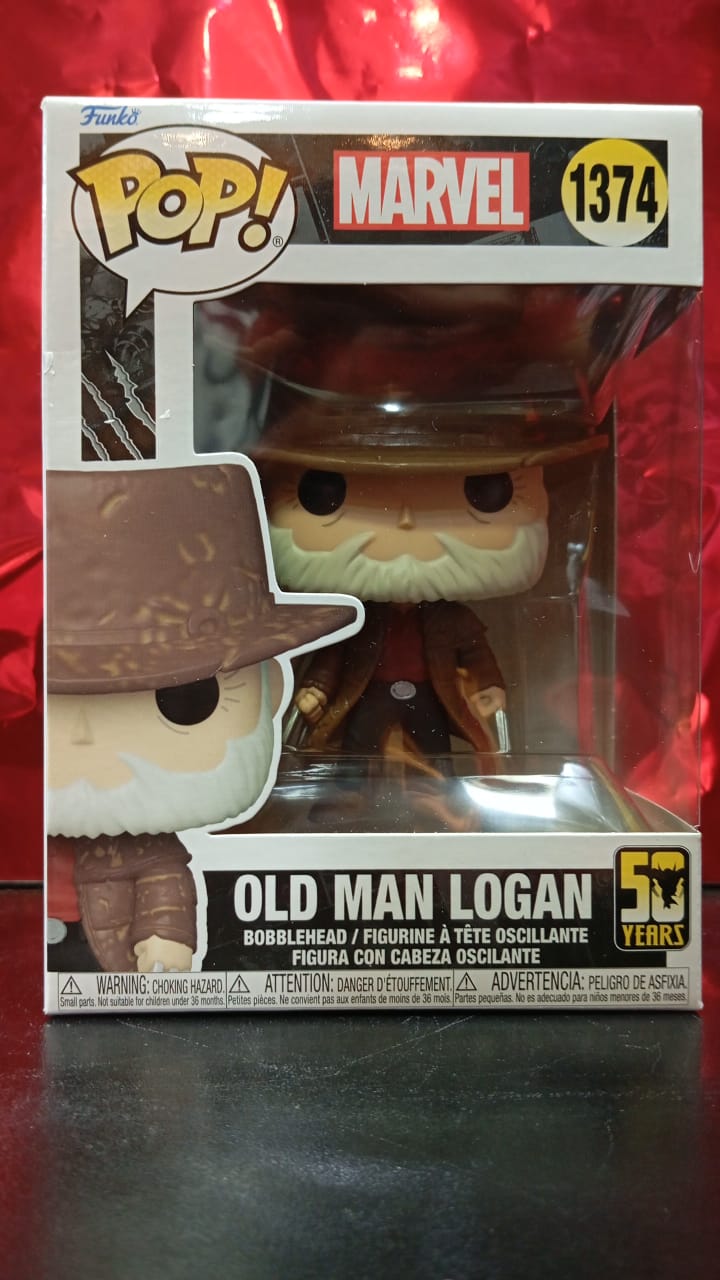 Funko
POP!®
MARVEL
1374
OLD MAN LOGAN
BOBBLEHEAD / FIGURINE À TÊTE OSCILLANTE
FIGURA CON CABEZA OSCILANTE
50
YEARS
⚠ WARNING: CHOKING HAZARD.
Small parts. Not suitable for children under 36 months.
⚠ ATTENTION: DANGER D'ÉTOUFFEMENT.
Petites pièces. Ne convient pas aux enfants de moins de 36 mois.
⚠ ADVERTENCIA: PELIGRO DE ASFIXIA.
Partes pequeñas. No es adecuado para niños menores de 36 meses.